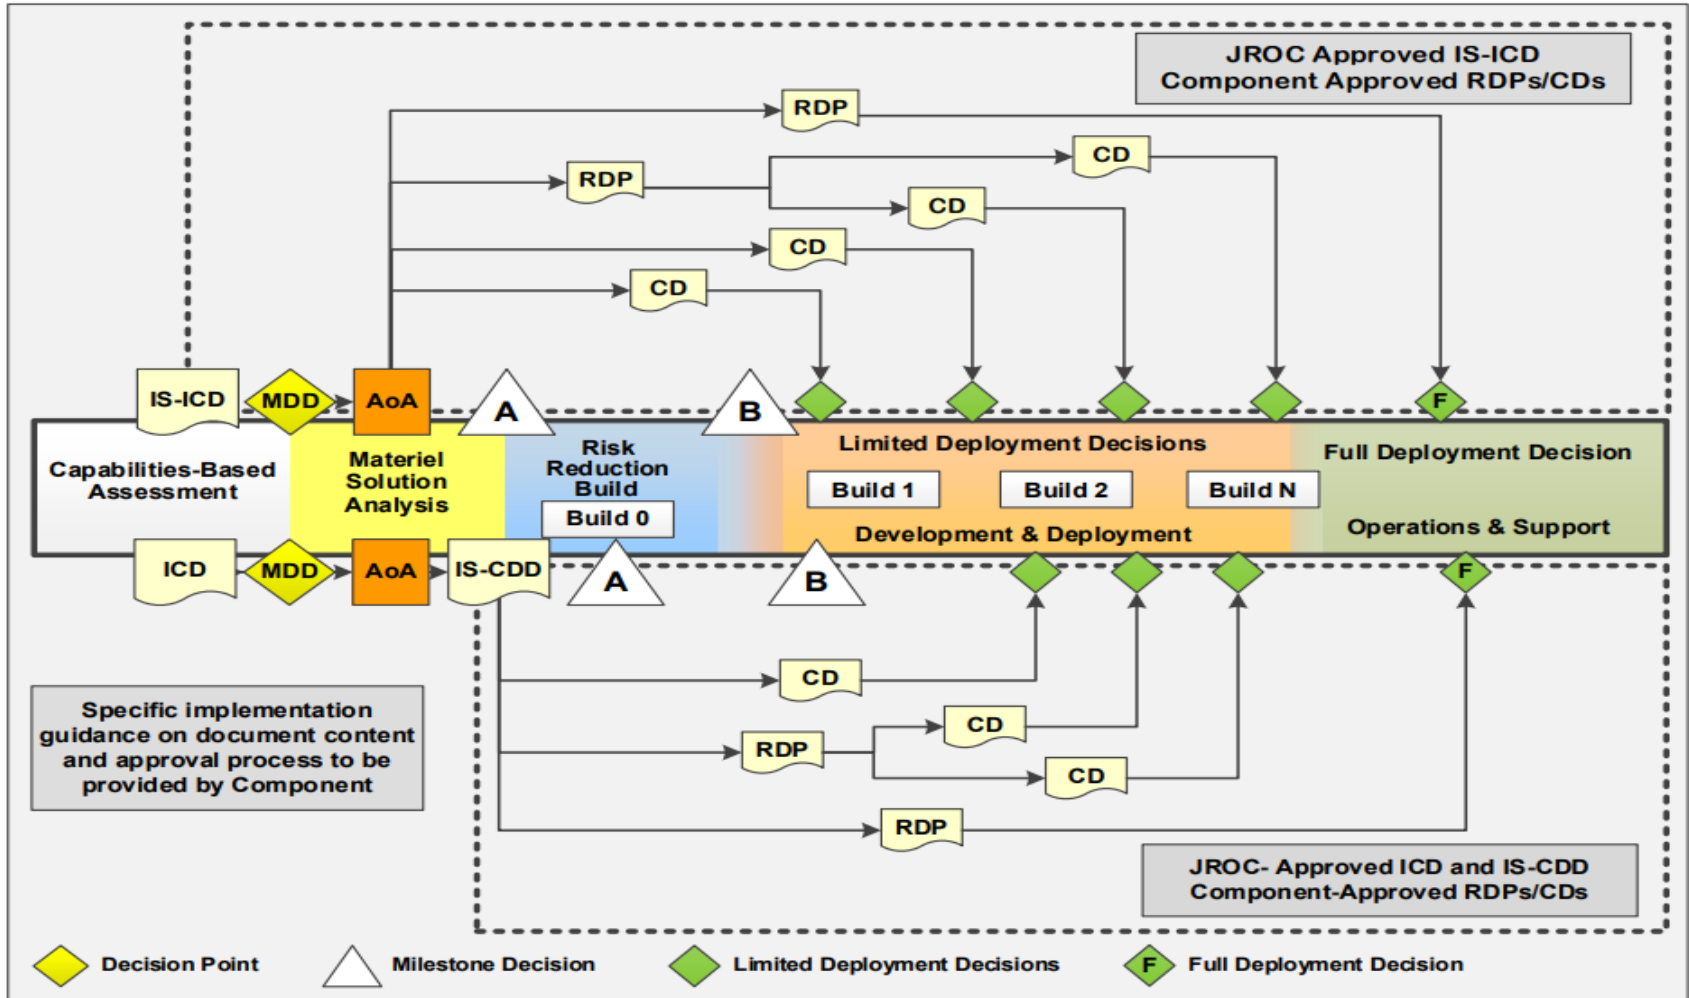 JROC Approved IS-ICD
Component Approved RDPs/CDs
RDP
CD
RDP
CD
CD
CD
IS-ICD
MDD
AoA
A
B
F
Capabilities-Based
Assessment
Materiel
Solution
Analysis
Risk
Reduction
Build
Build 0
Limited Deployment Decisions
Build 1
Build 2
Build N
Development & Deployment
Full Deployment Decision
Operations & Support
ICD
MDD
AoA
IS-CDD
A
B
F
CD
CD
RDP
CD
RDP
Specific implementation
guidance on document content
and approval process to be
provided by Component
JROC- Approved ICD and IS-CDD
Component-Approved RDPs/CDs
Decision Point
Milestone Decision
Limited Deployment Decisions
F
Full Deployment Decision